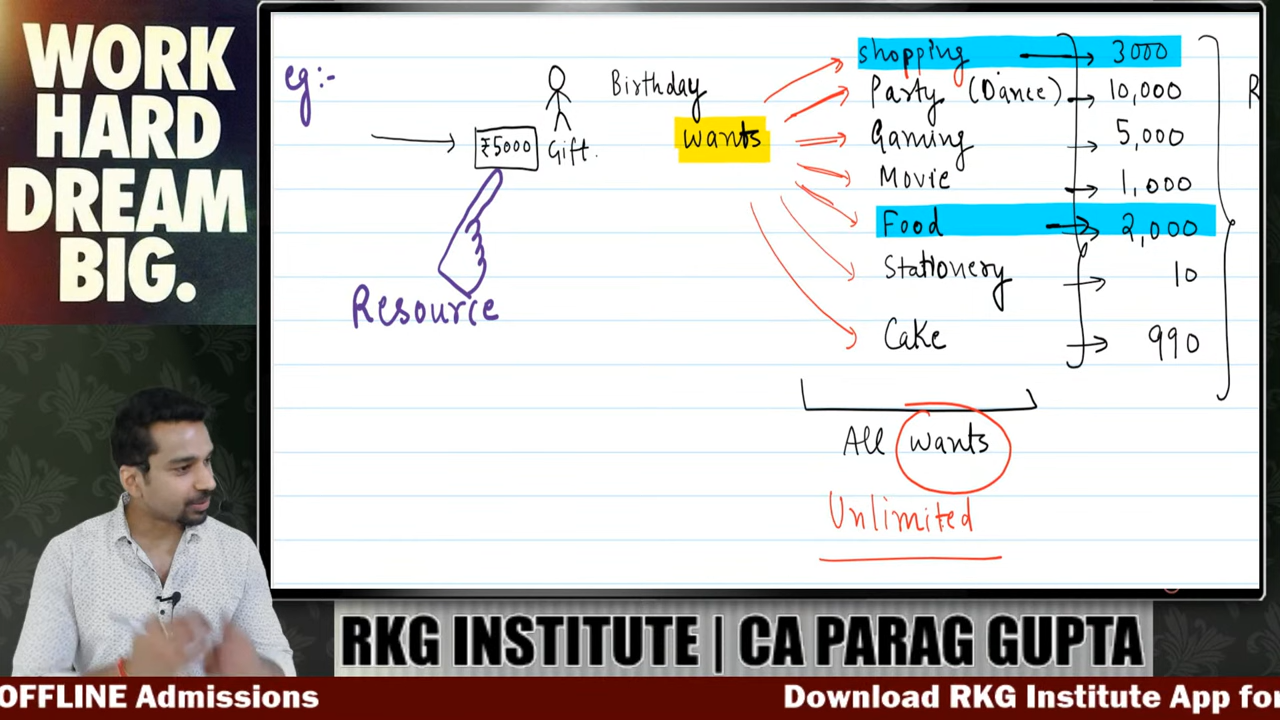 WORK
HARD
DREAM
BIG.
eg:-
₹5000 Gift.
Resource
Birthday
wants
shopping 3000
Party (Dance) 10,000
Gaming 5,000
Movie 1,000
Food 2,000
Stationery 10
Cake 990
R
All wants
Unlimited
RKG INSTITUTE | CA PARAG GUPTA
OFFLINE Admissions Download RKG Institute App for